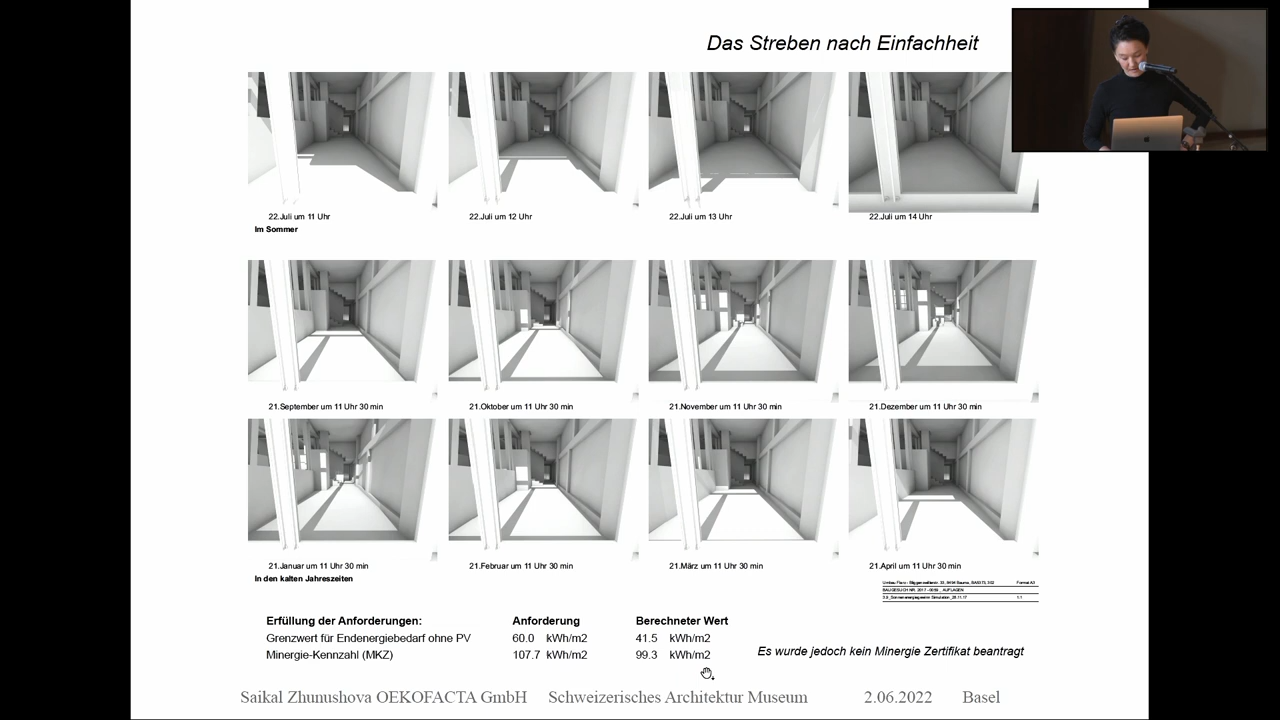 Das Streben nach Einfachheit
22.Juli um 11 Uhr
22.Juli um 12 Uhr
22.Juli um 13 Uhr
22.Juli um 14 Uhr
Im Sommer
21.September um 11 Uhr 30 min
21.Oktober um 11 Uhr 30 min
21.November um 11 Uhr 30 min
21.Dezember um 11 Uhr 30 min
21.Januar um 11 Uhr 30 min
21.Februar um 11 Uhr 30 min
21.März um 11 Uhr 30 min
21.April um 11 Uhr 30 min
In den kalten Jahreszeiten
Format A3
1:1
Erfüllung der Anforderungen: Anforderung Berechneter Wert
Grenzwert für Endenergiebedarf ohne PV 60.0 kWh/m2 41.5 kWh/m2
Minergie-Kennzahl (MKZ) 107.7 kWh/m2 99.3 kWh/m2
Es wurde jedoch kein Minergie Zertifikat beantragt
Saikal Zhunushova OEKOFACTA GmbH Schweizerisches Architektur Museum 2.06.2022 Basel